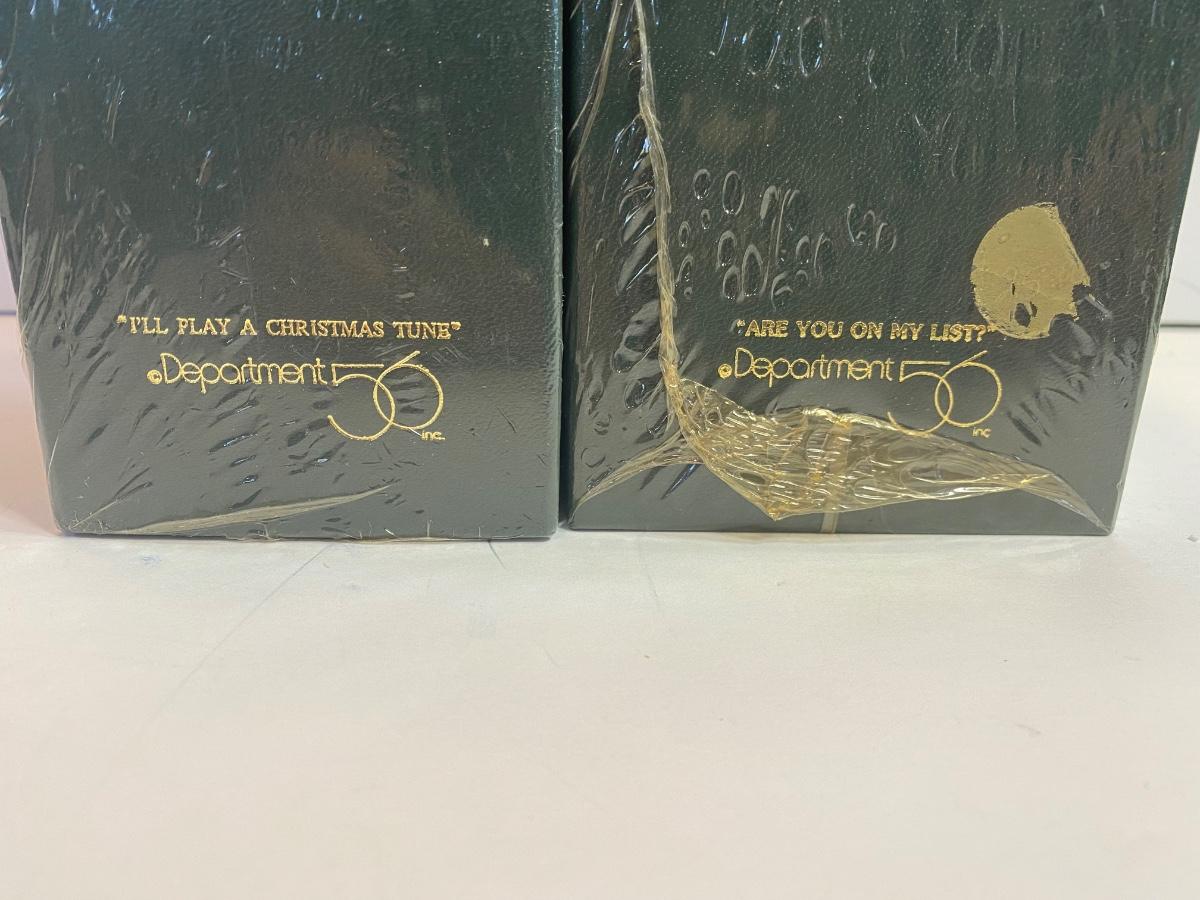 "I'LL PLAY A CHRISTMAS TUNE"
©Department 56 inc.
"ARE YOU ON MY LIST?"
©Department 56 inc